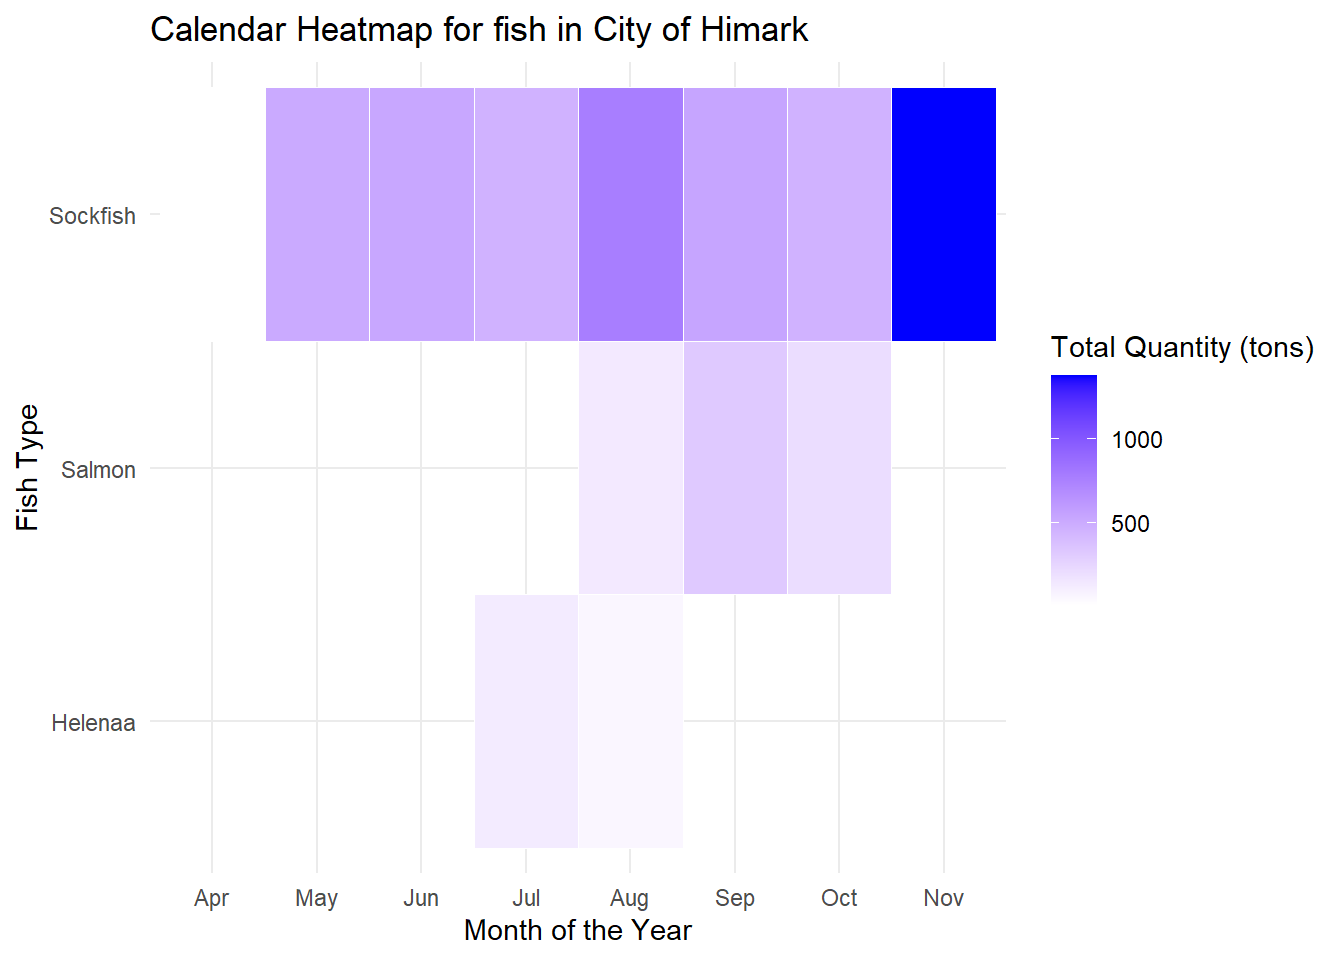 Calendar Heatmap for fish in City of Himark
Sockfish
Salmon
Helenaa
Fish Type
Apr May Jun Jul Aug Sep Oct Nov
Month of the Year
Total Quantity (tons)
1000
500